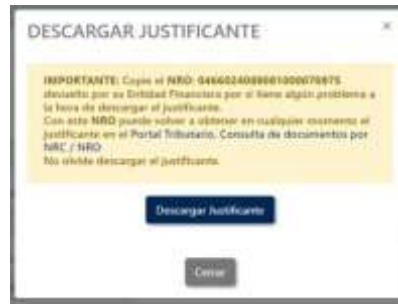 DESCARGAR JUSTIFICANTE
×
IMPORTANTE: Copie el NRO:
devuelto por su Entidad Financiera por si tiene algún problema a
la hora de descargar el justificante.
Con este NRO puede volver a obtener en cualquier momento el
justificante en el Portal Tributario, Consulta de documentos por
NRC / NRO
No olvide descargar el justificante.
Descargar Justificante
Cerrar